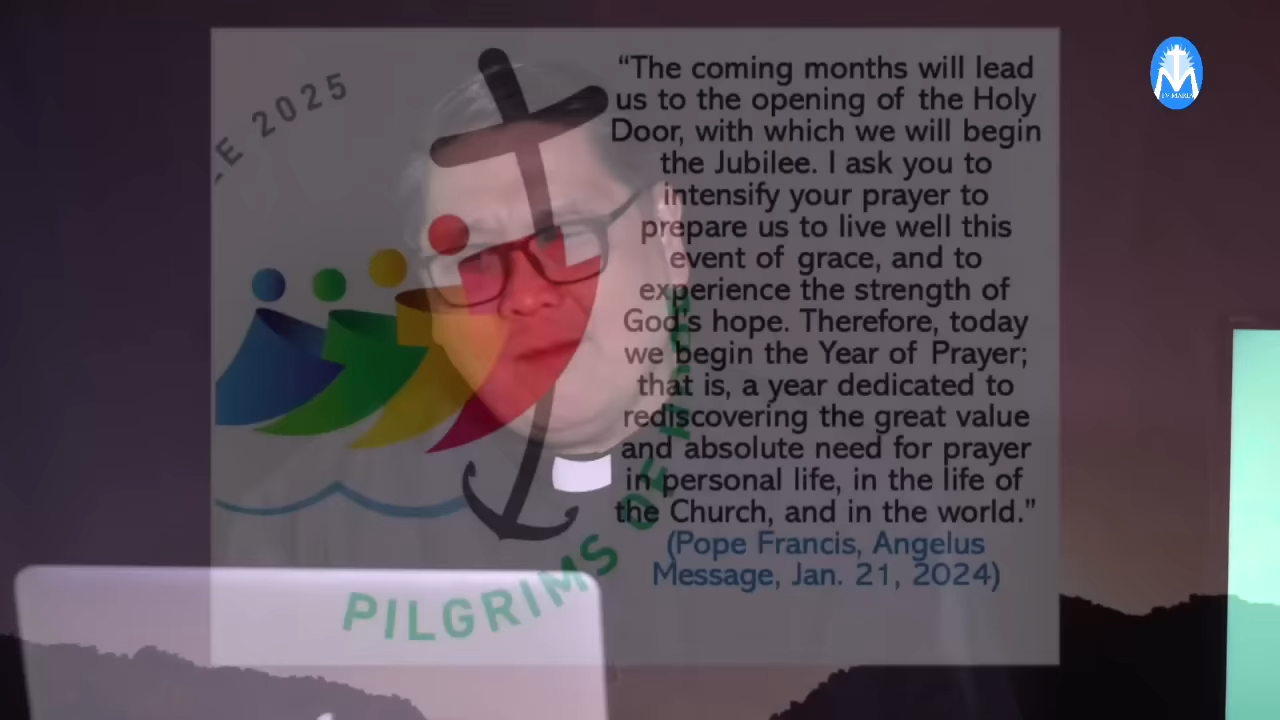 E 2025
“The coming months will lead
us to the opening of the Holy
Door, with which we will begin
the Jubilee. I ask you to
intensify your prayer to
prepare us to live well this
event of grace, and to
experience the strength of
God's hope. Therefore, today
we begin the Year of Prayer;
that is, a year dedicated to
rediscovering the great value
and absolute need for prayer
in personal life, in the life of
the Church, and in the world.”
(Pope Francis, Angelus
Message, Jan. 21, 2024)
PILGRIMS OF
TV MARIA